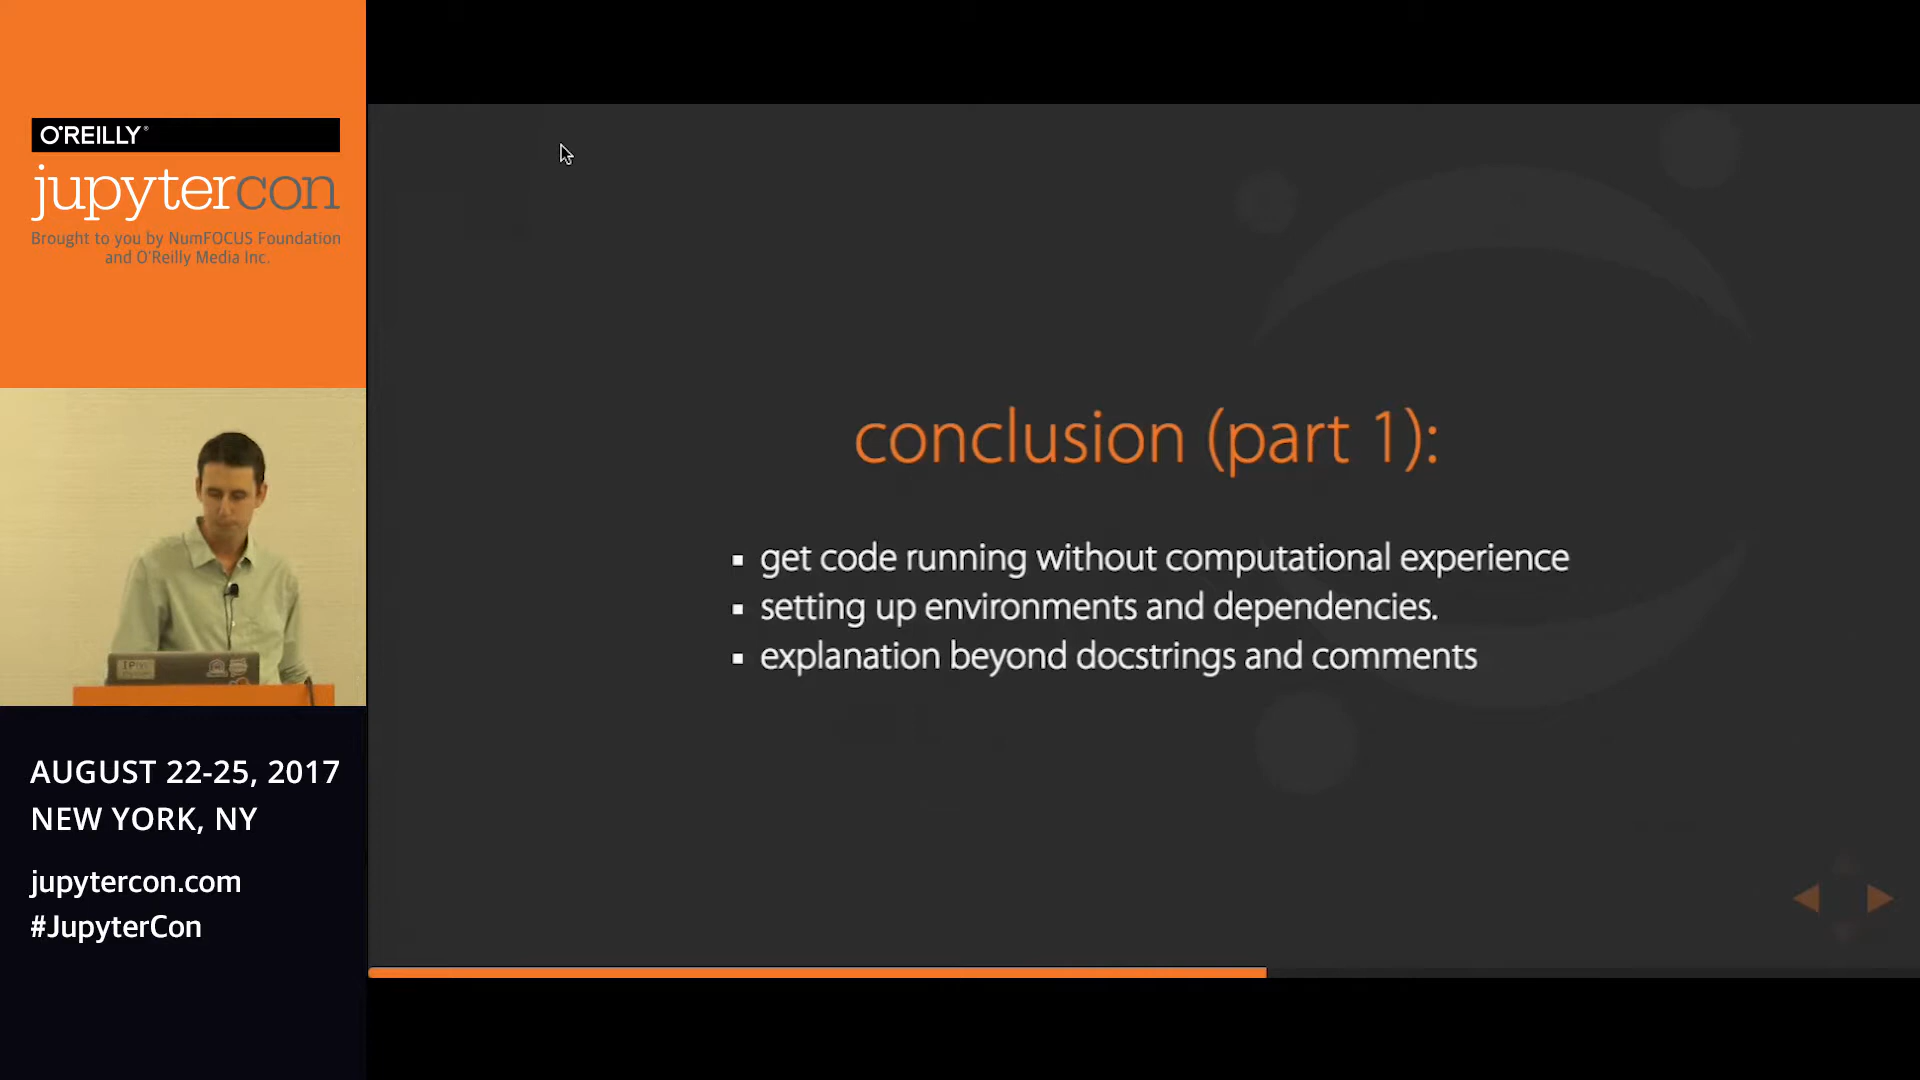 O'REILLY®
jupytercon
Brought to you by NumFOCUS Foundation
and O'Reilly Media Inc.
conclusion (part 1):
▪ get code running without computational experience
▪ setting up environments and dependencies.
▪ explanation beyond docstrings and comments
AUGUST 22-25, 2017
NEW YORK, NY
jupytercon.com
#JupyterCon